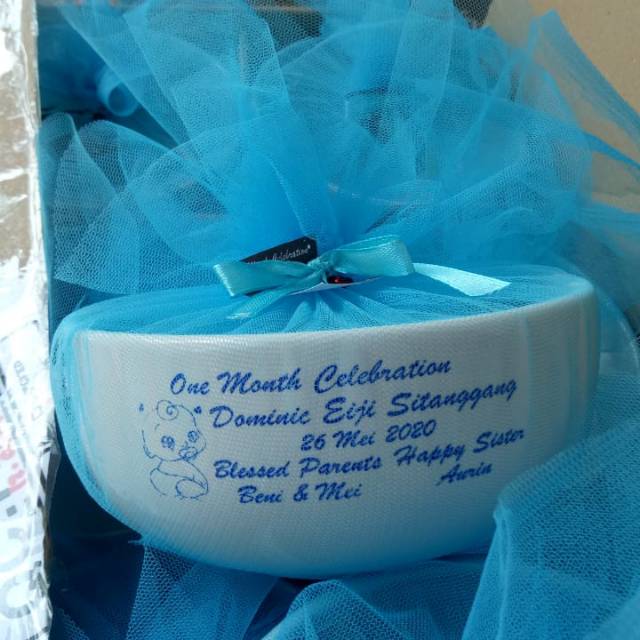 One Month Celebration
Dominic Eiji Sitanggang
26 Mei 2020
Blessed Parents Happy Sister
Beni & Mei Aurin